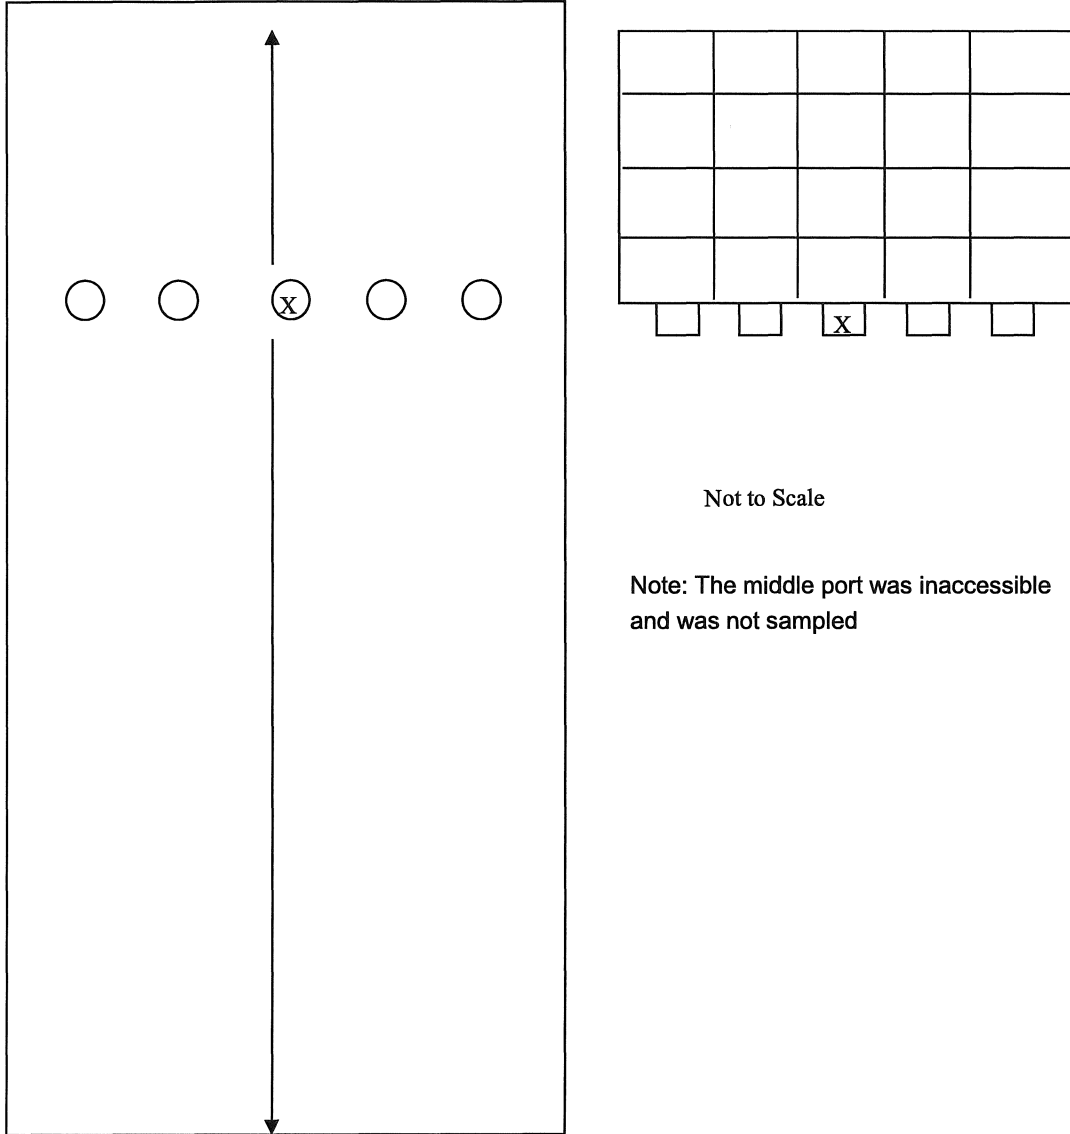 X
X
Not to Scale
Note: The middle port was inaccessible
and was not sampled